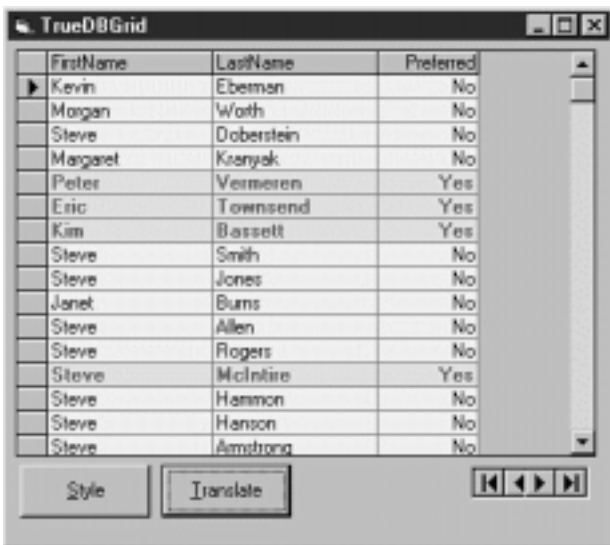 TrueDBGrid
FirstName LastName Preferred
Kevin Eberman No
Morgan Worth No
Steve Doberstein No
Margaret Kranyak No
Peter Vermeren Yes
Eric Townsend Yes
Kim Bassett Yes
Steve Smith No
Steve Jones No
Janet Burns No
Steve Allen No
Steve Rogers No
Steve McIntire Yes
Steve Hammon No
Steve Hanson No
Steve Armstrong No
Style Translate